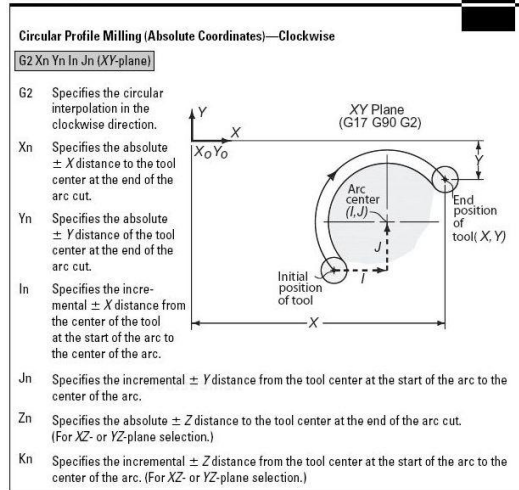 Circular Profile Milling (Absolute Coordinates)—Clockwise
G2 Xn Yn In Jn (XY-plane)
G2 Specifies the circular
interpolation in the
clockwise direction.
Xn Specifies the absolute
± X distance to the tool
center at the end of the
arc cut.
Yn Specifies the absolute
± Y distance of the tool
center at the end of the
arc cut.
In Specifies the incre-
mental ± X distance from
the center of the tool
at the start of the arc to
the center of the arc.
Y
X
X₀ Y₀
XY Plane
(G17 G90 G2)
Y
Arc
center
(I,J)
End
position
of
tool(X,Y)
J
Initial
position
of tool
I
X
Jn Specifies the incremental ± Y distance from the tool center at the start of the arc to the
center of the arc.
Zn Specifies the absolute ± Z distance to the tool center at the end of the arc cut.
(For XZ- or YZ-plane selection.)
Kn Specifies the incremental ± Z distance from the tool center at the start of the arc to the
center of the arc. (For XZ- or YZ-plane selection.)